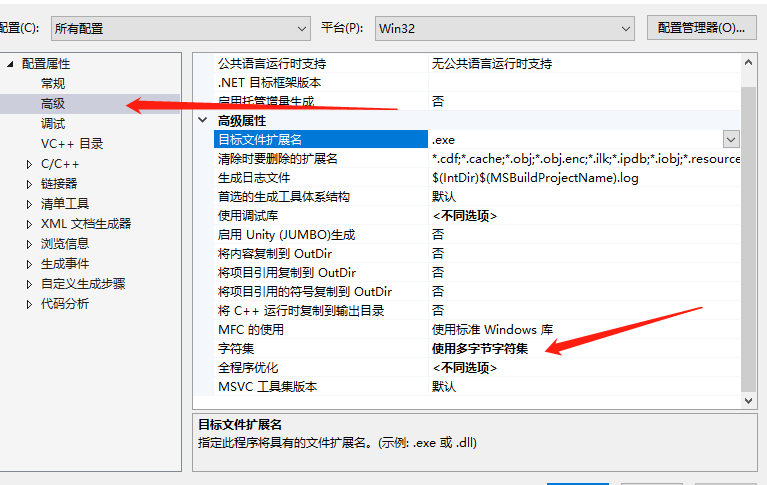 配置(C): 所有配置 平台(P): Win32 配置管理器(O)...
配置属性
常规
高级
调试
VC++ 目录
C/C++
链接器
清单工具
XML 文档生成器
浏览信息
生成事件
自定义生成步骤
代码分析
公共语言运行时支持 无公共语言运行时支持
.NET 目标框架版本
启用托管增量生成 否
高级属性
目标文件扩展名 .exe
清除时要删除的扩展名 *.cdf;*.cache;*.obj;*.obj.enc;*.ilk;*.ipdb;*.iobj;*.resource
生成日志文件 $(IntDir)$(MSBuildProjectName).log
首选的生成工具体系结构 默认
使用调试库 <不同选项>
启用 Unity (JUMBO)生成 否
将内容复制到 OutDir 否
将项目引用复制到 OutDir 否
将项目引用的符号复制到 OutDir 否
将 C++ 运行时复制到输出目录 否
MFC 的使用 使用标准 Windows 库
字符集 使用多字节字符集
全程序优化 <不同选项>
MSVC 工具集版本 默认
目标文件扩展名
指定此程序将具有的文件扩展名。(示例: .exe 或 .dll)